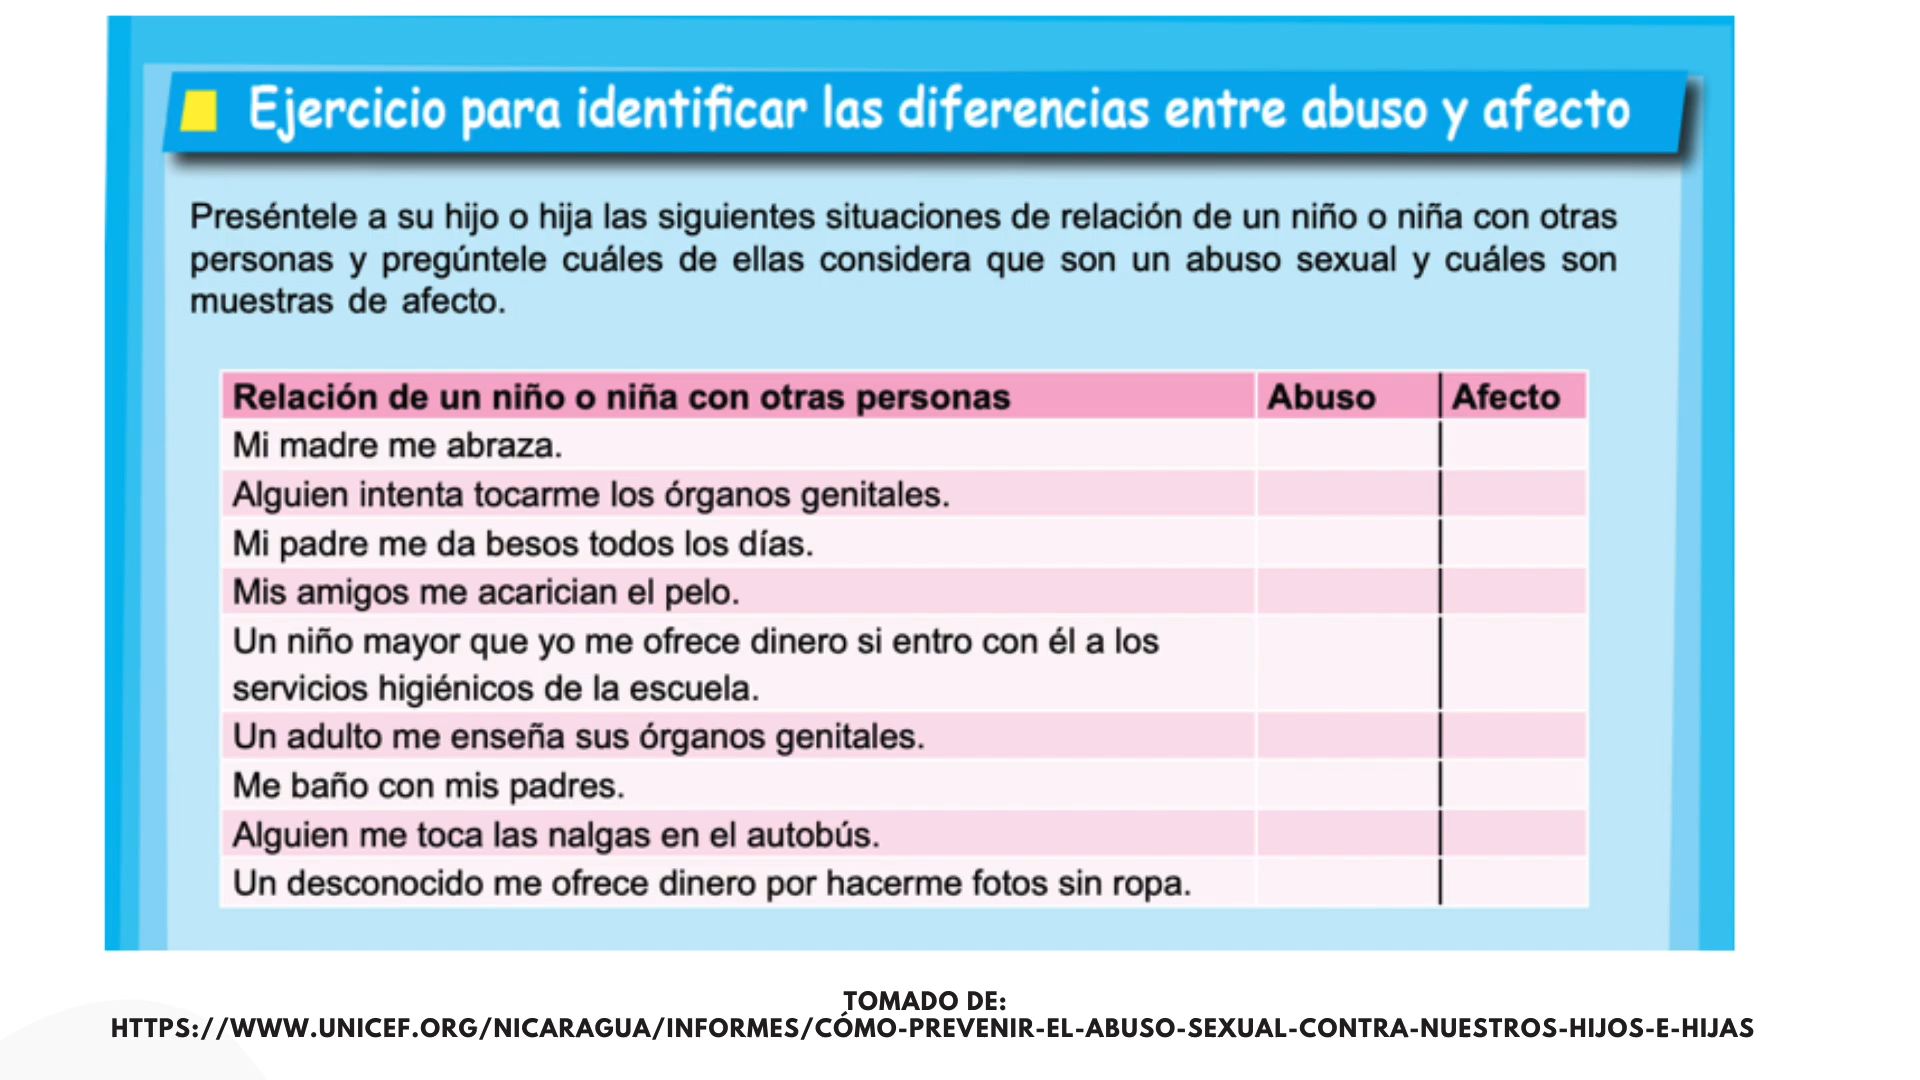 Ejercicio para identificar las diferencias entre abuso y afecto
Preséntele a su hijo o hija las siguientes situaciones de relación de un niño o niña con otras
personas y pregúntele cuáles de ellas considera que son un abuso sexual y cuáles son
muestras de afecto.
Relación de un niño o niña con otras personas Abuso Afecto
Mi madre me abraza.
Alguien intenta tocarme los órganos genitales.
Mi padre me da besos todos los días.
Mis amigos me acarician el pelo.
Un niño mayor que yo me ofrece dinero si entro con él a los
servicios higiénicos de la escuela.
Un adulto me enseña sus órganos genitales.
Me baño con mis padres.
Alguien me toca las nalgas en el autobús.
Un desconocido me ofrece dinero por hacerme fotos sin ropa.
TOMADO DE:
HTTPS://WWW.UNICEF.ORG/NICARAGUA/INFORMES/CÓMO-PREVENIR-EL-ABUSO-SEXUAL-CONTRA-NUESTROS-HIJOS-E-HIJAS